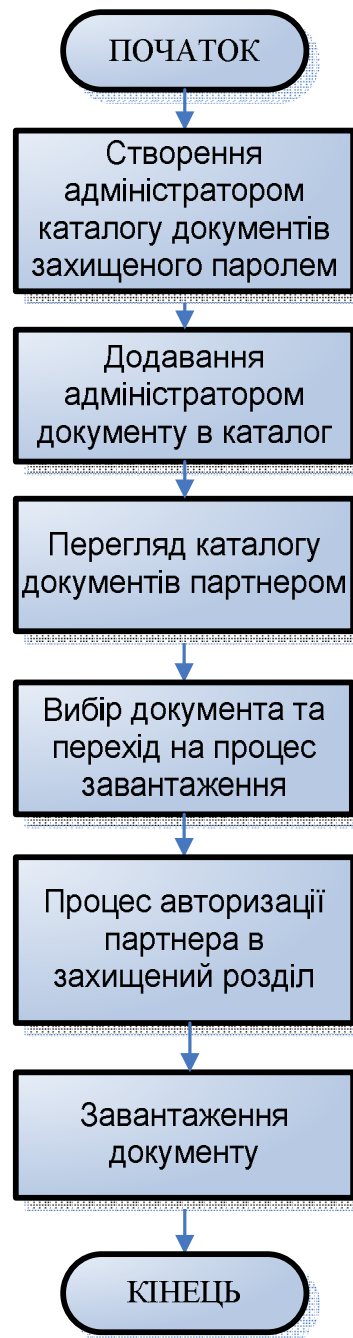 ПОЧАТОК
Створення
адміністратором
каталогу документів
захищеного паролем
Додавання
адміністратором
документу в каталог
Перегляд каталогу
документів партнером
Вибір документа та
перехід на процес
завантаження
Процес авторизації
партнера в
захищений розділ
Завантаження
документу
КІНЕЦЬ